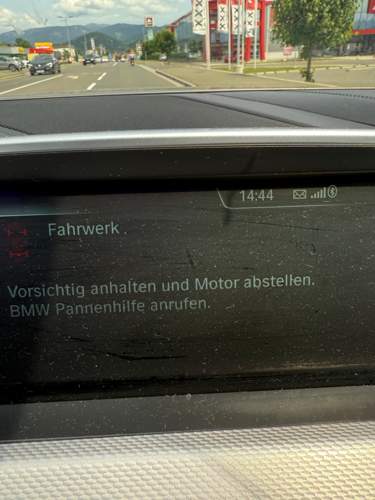 14:44
Fahrwerk
Vorsichtig anhalten und Motor abstellen.
BMW Pannenhilfe anrufen.